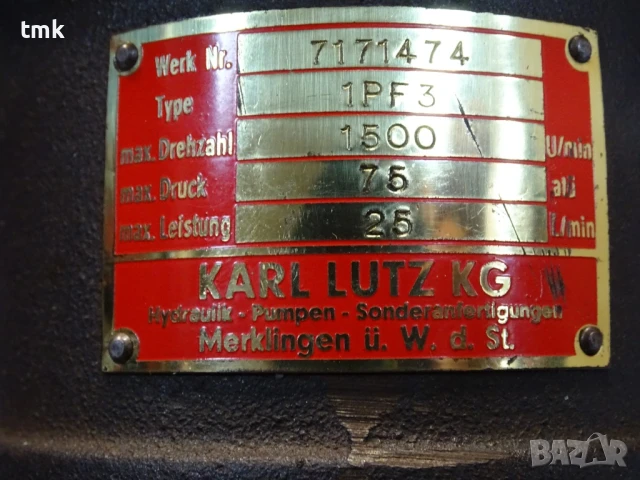 tmk
Werk Nr. 7171474
Type 1PF3
max. Drehzahl 1500 U/min
max. Druck 75 atü
max. Leistung 25 L/min
KARL LUTZ KG
Hydraulik - Pumpen - Sonderanfertigungen
Merklingen ü. W. d. St.
BAZAR